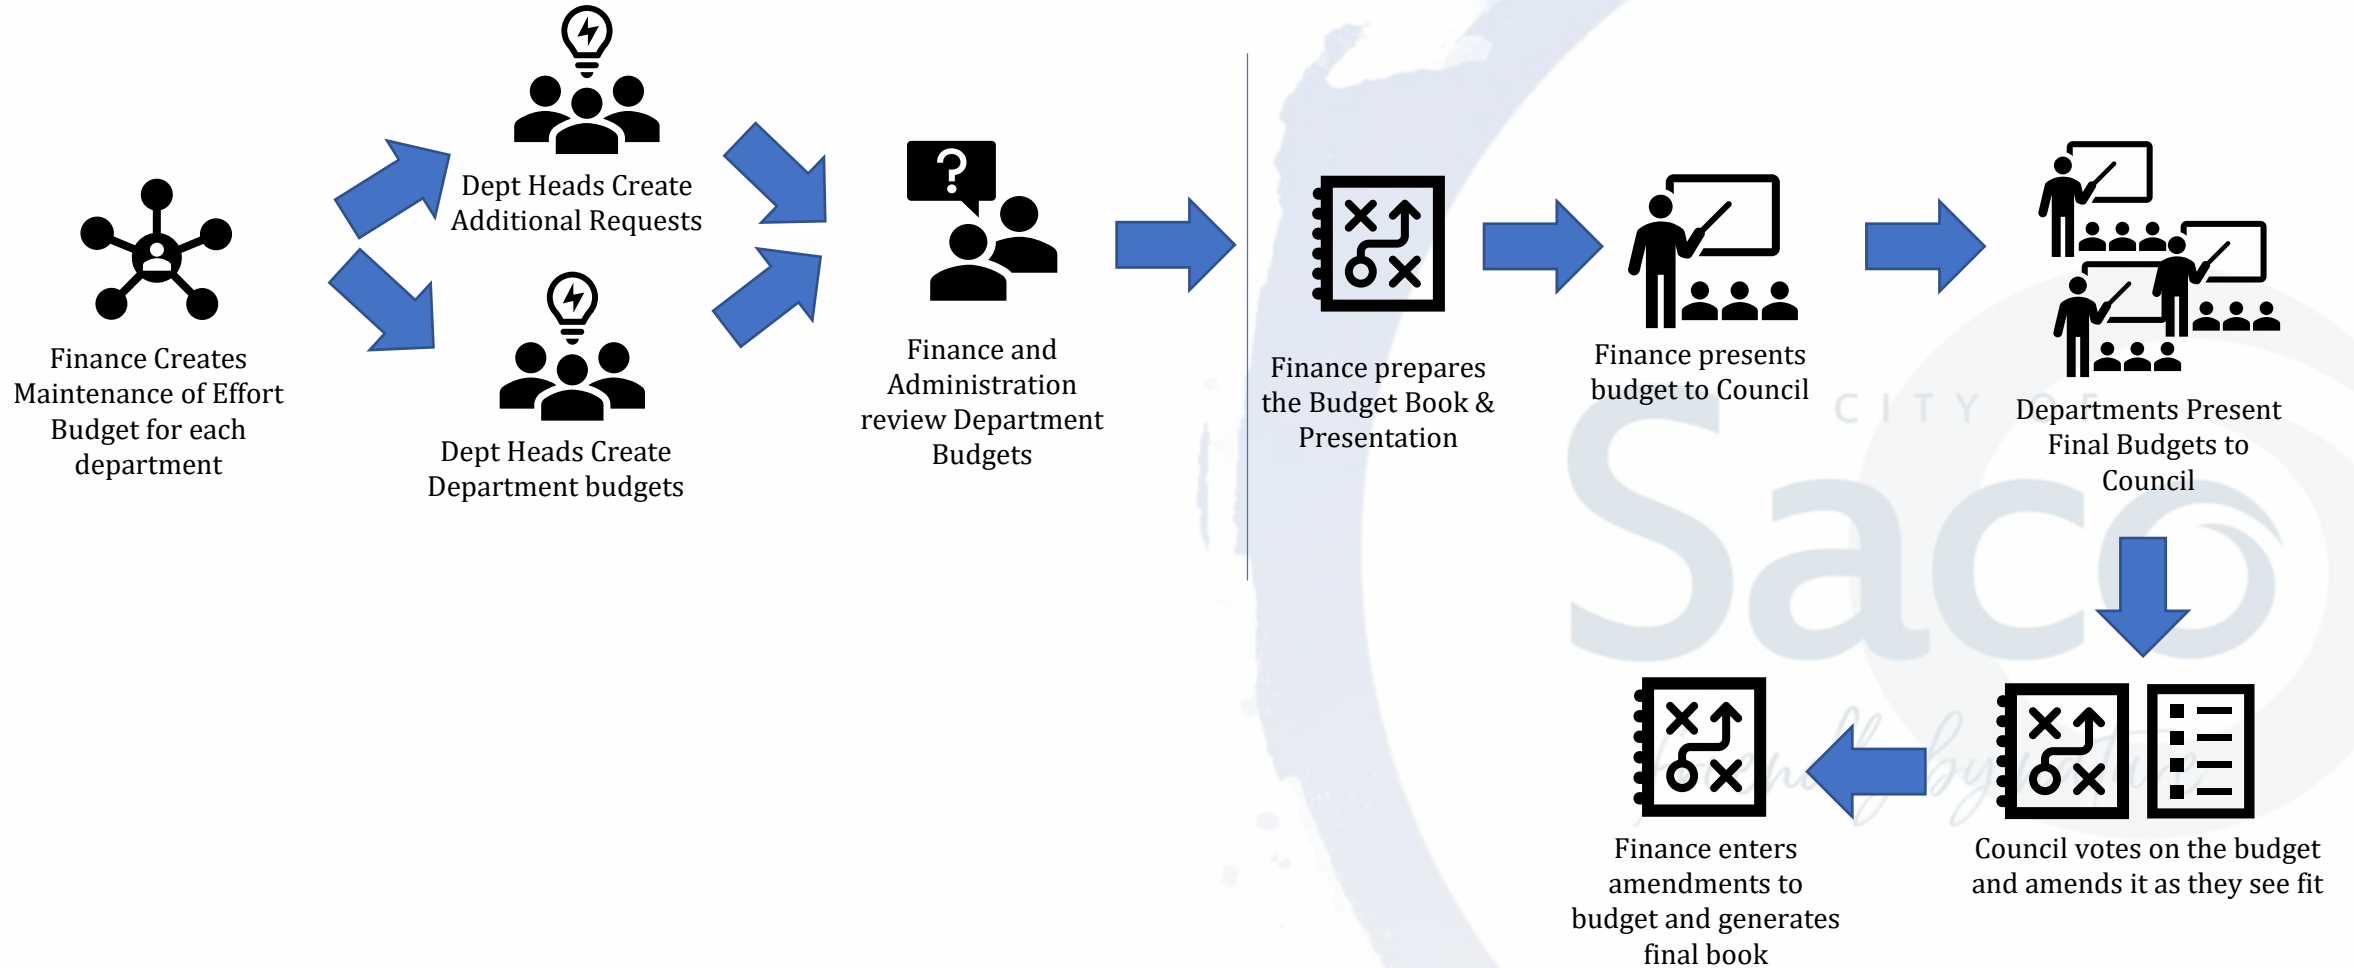 Dept Heads Create
Additional Requests
Finance Creates
Maintenance of Effort
Budget for each
department
Dept Heads Create
Department budgets
?
Finance and
Administration
review Department
Budgets
Finance prepares
the Budget Book &
Presentation
Finance presents
budget to Council
Departments Present
Final Budgets to
Council
CITY OF
Saco
friendly by nature
Council votes on the budget
and amends it as they see fit
Finance enters
amendments to
budget and generates
final book